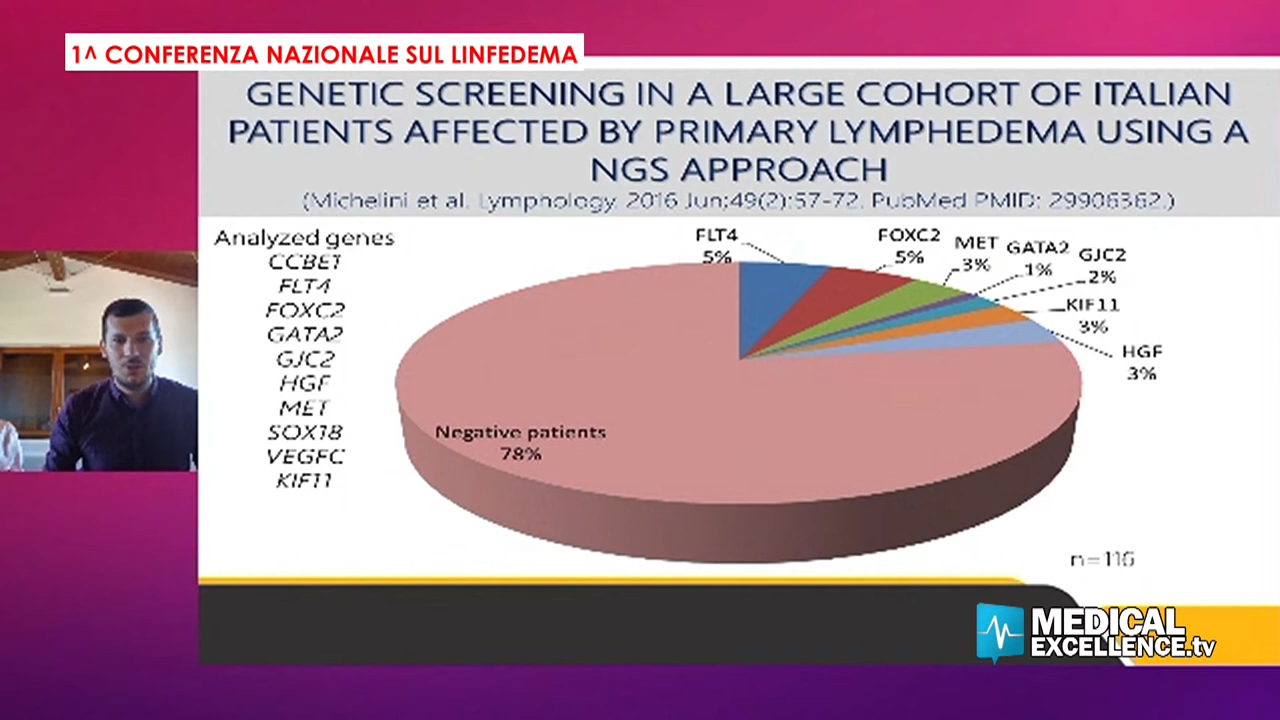 1^ CONFERENZA NAZIONALE SUL LINFEDEMA
GENETIC SCREENING IN A LARGE COHORT OF ITALIAN
PATIENTS AFFECTED BY PRIMARY LYMPHEDEMA USING A
NGS APPROACH
(Michelini et al. Lymphology. 2016 Jun;49(2):57-72. PubMed PMID: 29906362.)
Analyzed genes
CCBE1
FLT4
FOXC2
GATA2
GJC2
HGF
MET
SOX18
VEGFC
KIF11
FLT4
5%
FOXC2
5%
MET
3%
GATA2
1%
GJC2
2%
KIF11
3%
HGF
3%
Negative patients
78%
n=116
MEDICAL
EXCELLENCE.tv